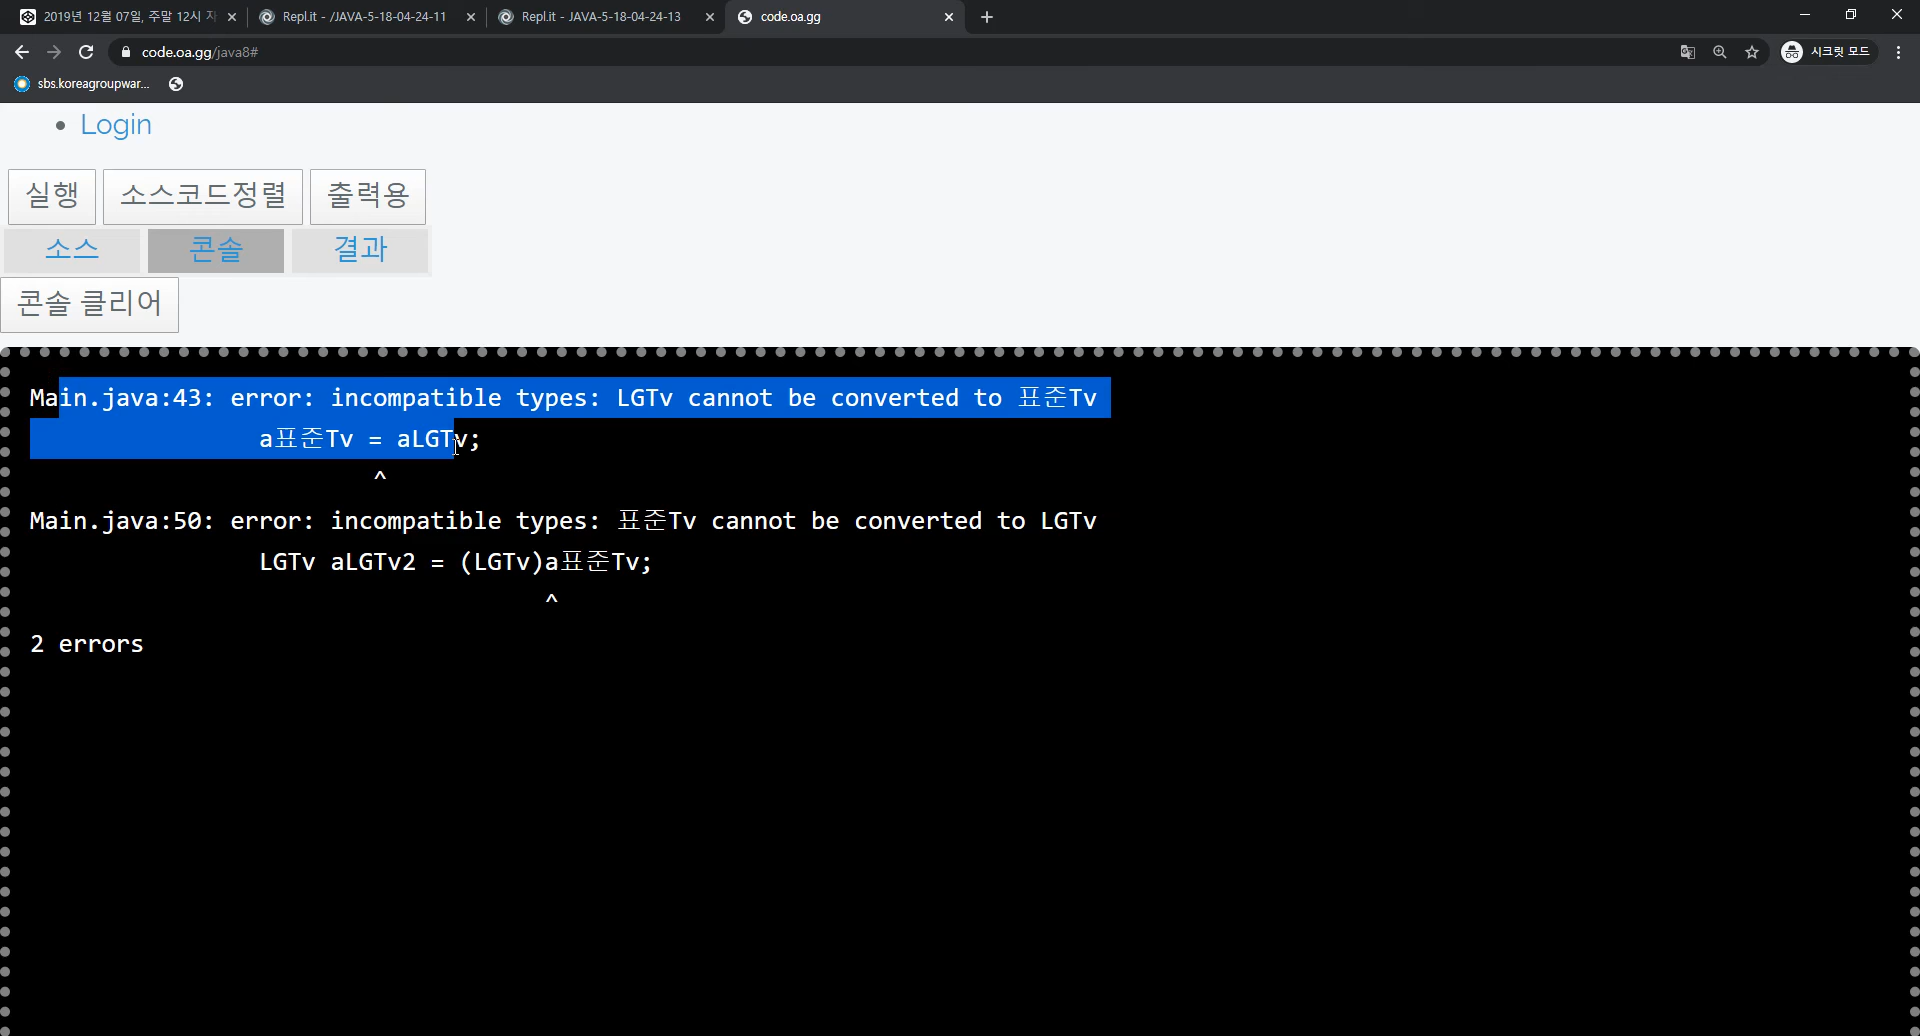 2019년 12월 07일, 주말 12시 자
Repl.it - /JAVA-5-18-04-24-11
Repl.it - JAVA-5-18-04-24-13
code.oa.gg
code.oa.gg/java8#
시크릿 모드
sbs.koreagroupwar...
Login
실행
소스코드정렬
출력용
소스
콘솔
결과
콘솔 클리어
Main.java:43: error: incompatible types: LGTv cannot be converted to 표준Tv
a표준Tv = aLGTv;
^
Main.java:50: error: incompatible types: 표준Tv cannot be converted to LGTv
LGTv aLGTv2 = (LGTv)a표준Tv;
^
2 errors